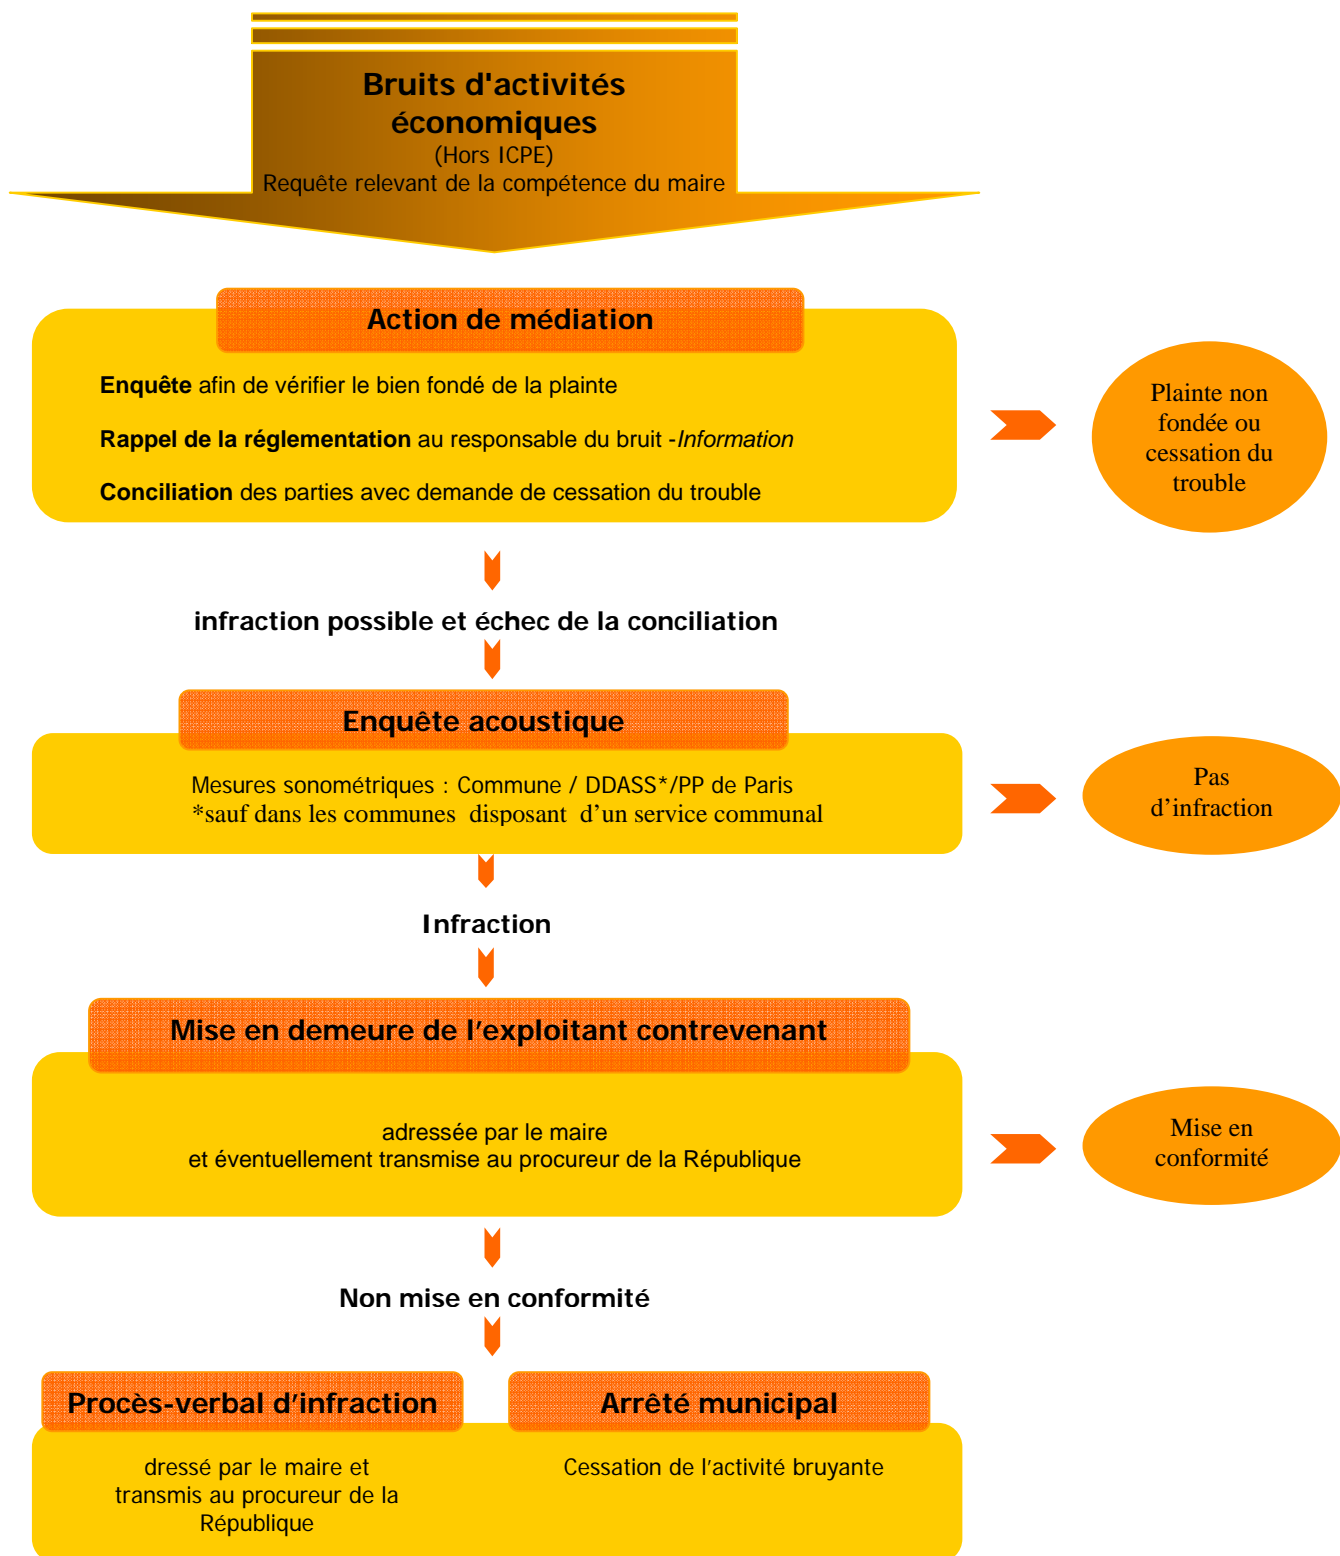 Bruits d'activités
économiques
(Hors ICPE)
Requête relevant de la compétence du maire
Action de médiation
Enquête afin de vérifier le bien fondé de la plainte
Rappel de la réglementation au responsable du bruit -Information
Conciliation des parties avec demande de cessation du trouble
Plainte non
fondée ou
cessation du
trouble
infraction possible et échec de la conciliation
Enquête acoustique
Mesures sonométriques : Commune / DDASS*/PP de Paris
*sauf dans les communes disposant d’un service communal
Pas
d’infraction
Infraction
Mise en demeure de l’exploitant contrevenant
adressée par le maire
et éventuellement transmise au procureur de la République
Mise en
conformité
Non mise en conformité
Procès-verbal d’infraction
dressé par le maire et
transmis au procureur de la
République
Arrêté municipal
Cessation de l’activité bruyante